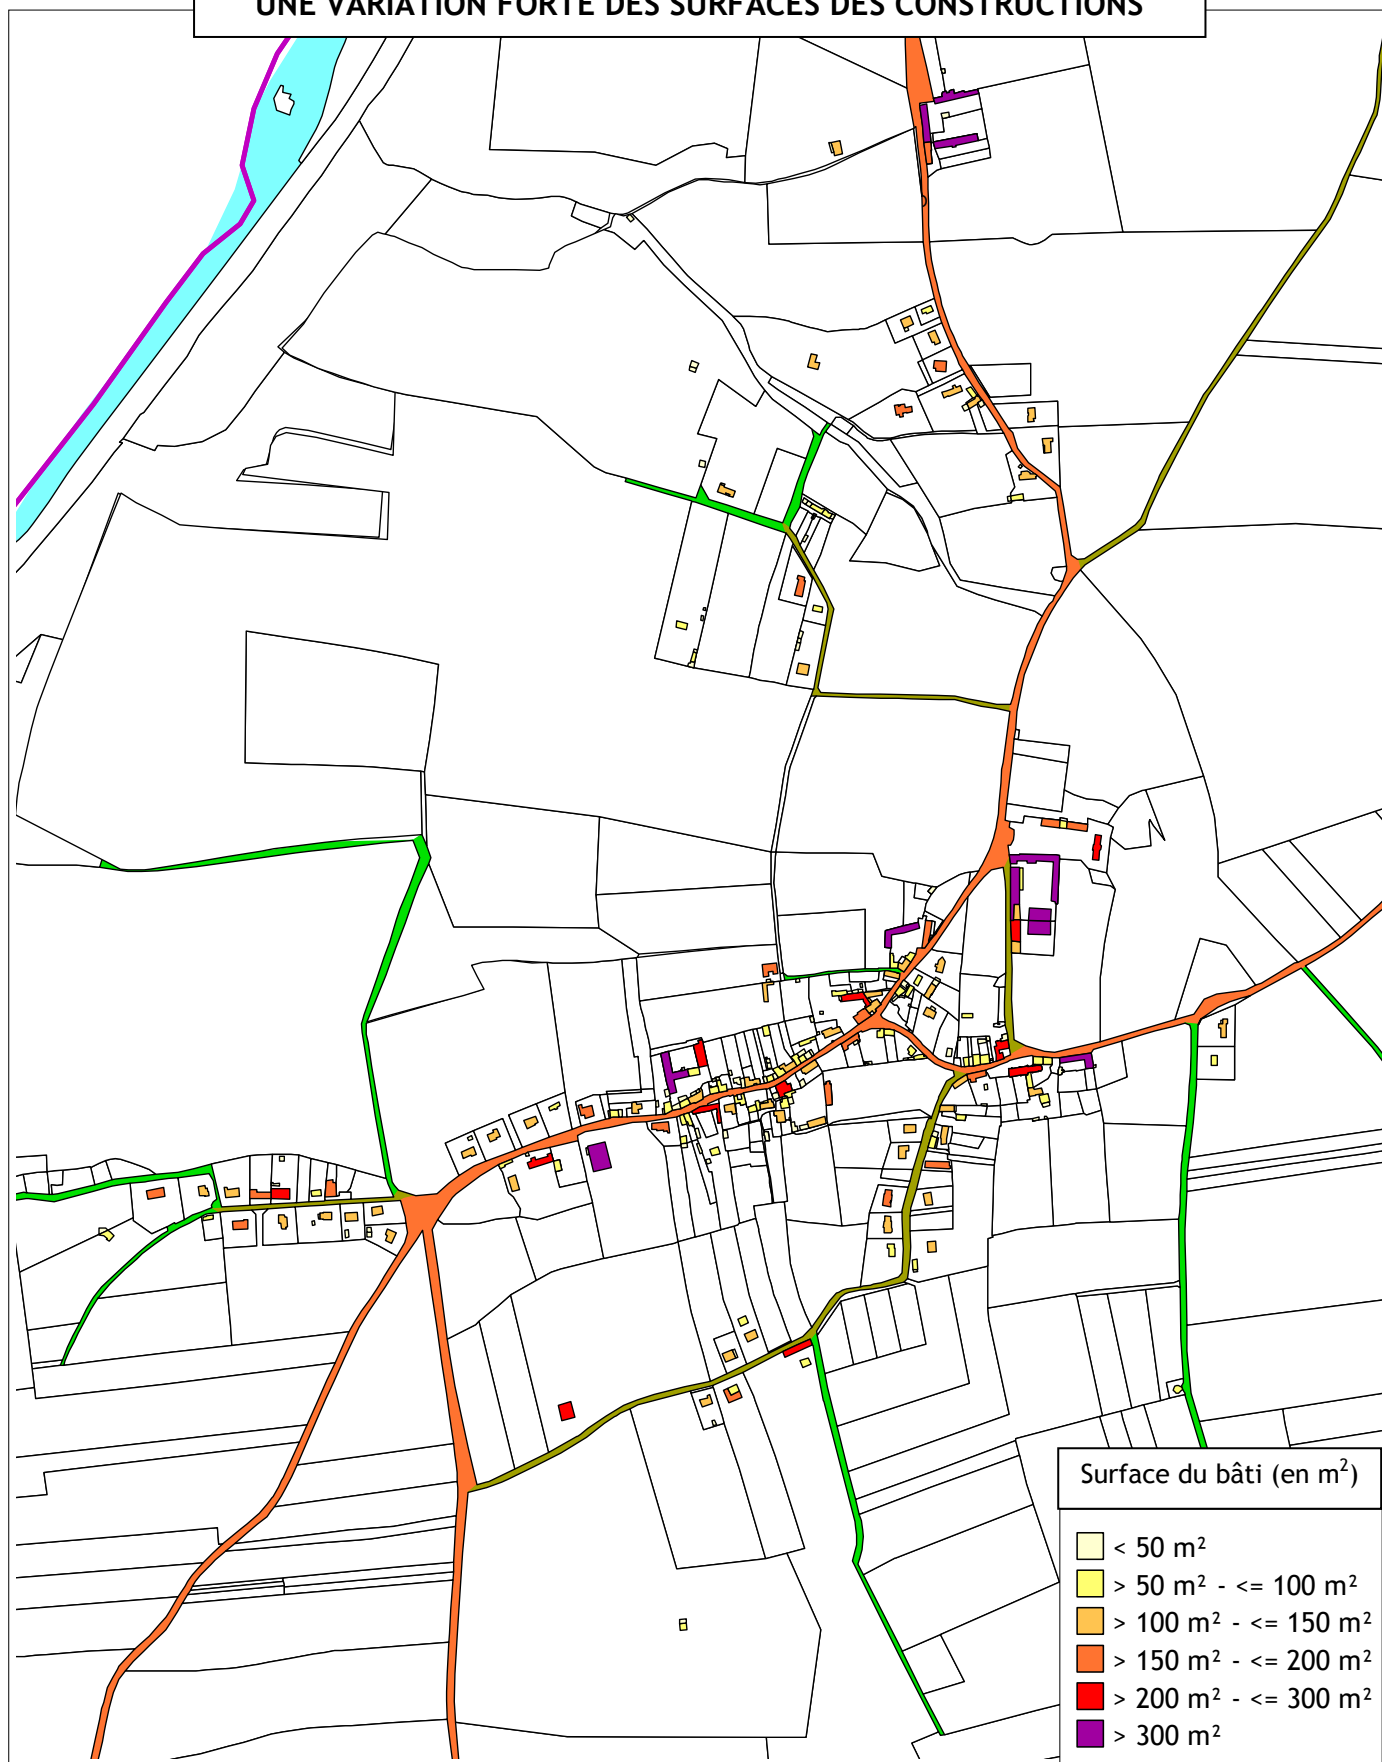 UNE VARIATION FORTE DES SURFACES DES CONSTRUCTIONS
Surface du bâti (en m²)
< 50 m²
> 50 m² - <= 100 m²
> 100 m² - <= 150 m²
> 150 m² - <= 200 m²
> 200 m² - <= 300 m²
> 300 m²